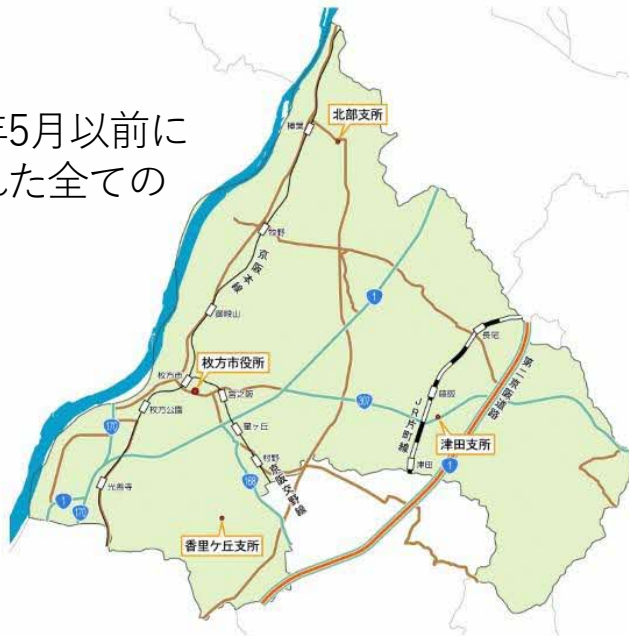 年5月以前に
れた全ての
北部支所
樟葉
牧野
京阪本線
1
御殿山
枚方市役所
枚方市
宮之阪
枚方公園
170
星ヶ丘
村野
京阪交野線
168
307
長尾
藤阪
JR片町線
津田
津田支所
1
第二京阪道路
光善寺
1
170
香里ケ丘支所